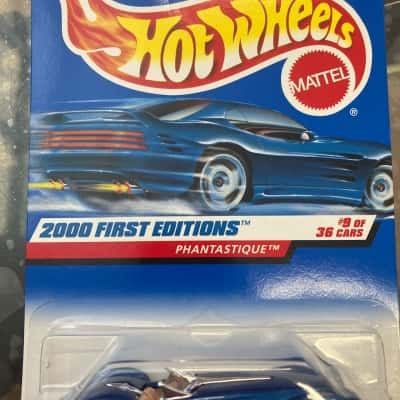 Hot Wheels
MATTEL
®
2000 FIRST EDITIONS™
#9 OF
36 CARS
PHANTASTIQUE™